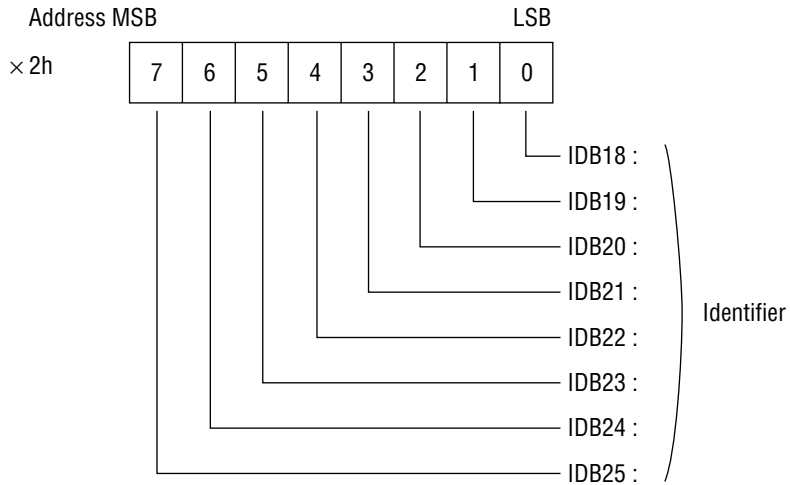 Address MSB LSB
× 2h 7 6 5 4 3 2 1 0
IDB18 :
IDB19 :
IDB20 :
IDB21 :
Identifier
IDB22 :
IDB23 :
IDB24 :
IDB25 :